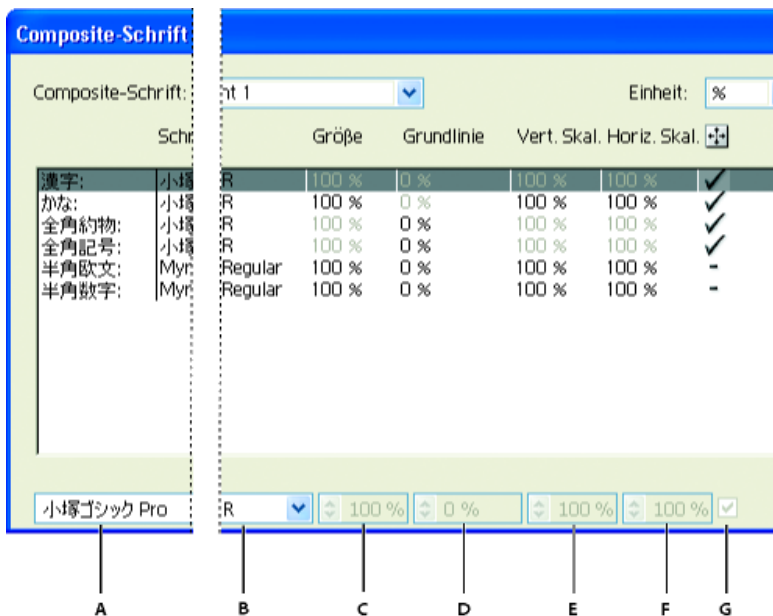 Composite-Schrift
Composite-Schrift: nt 1 Einheit: %
Schr Größe Grundlinie Vert. Skal. Horiz. Skal.
漢字: 小塚 R 100 % 0 % 100 % 100 %
かな: 小塚 R 100 % 0 % 100 % 100 %
全角約物: 小塚 R 100 % 0 % 100 % 100 %
全角記号: 小塚 R 100 % 0 % 100 % 100 %
半角欧文: Myr Regular 100 % 0 % 100 % 100 % -
半角数字: Myr Regular 100 % 0 % 100 % 100 % -
小塚ゴシック Pro R 100 % 0 % 100 % 100 %
A B C D E F G